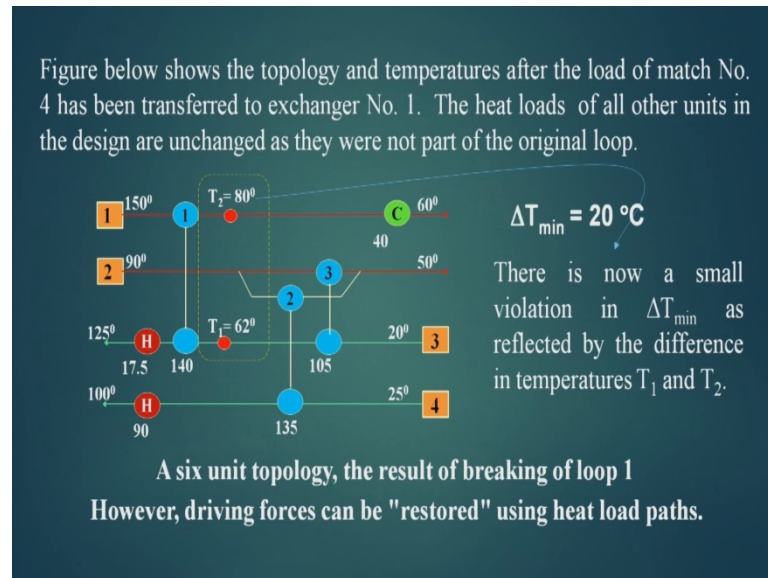 Figure below shows the topology and temperatures after the load of match No.
4 has been transferred to exchanger No. 1. The heat loads of all other units in
the design are unchanged as they were not part of the original loop.
1 150⁰ 1 T₂= 80⁰ C 60⁰
40
ΔTmin = 20 °C
2 90⁰ 3 50⁰
2
There is now a small
violation in ΔTmin as
reflected by the difference
in temperatures T₁ and T₂.
125⁰ H T₁= 62⁰ 20⁰ 3
17.5 140 105
100⁰ H 25⁰ 4
90 135
A six unit topology, the result of breaking of loop 1
However, driving forces can be "restored" using heat load paths.